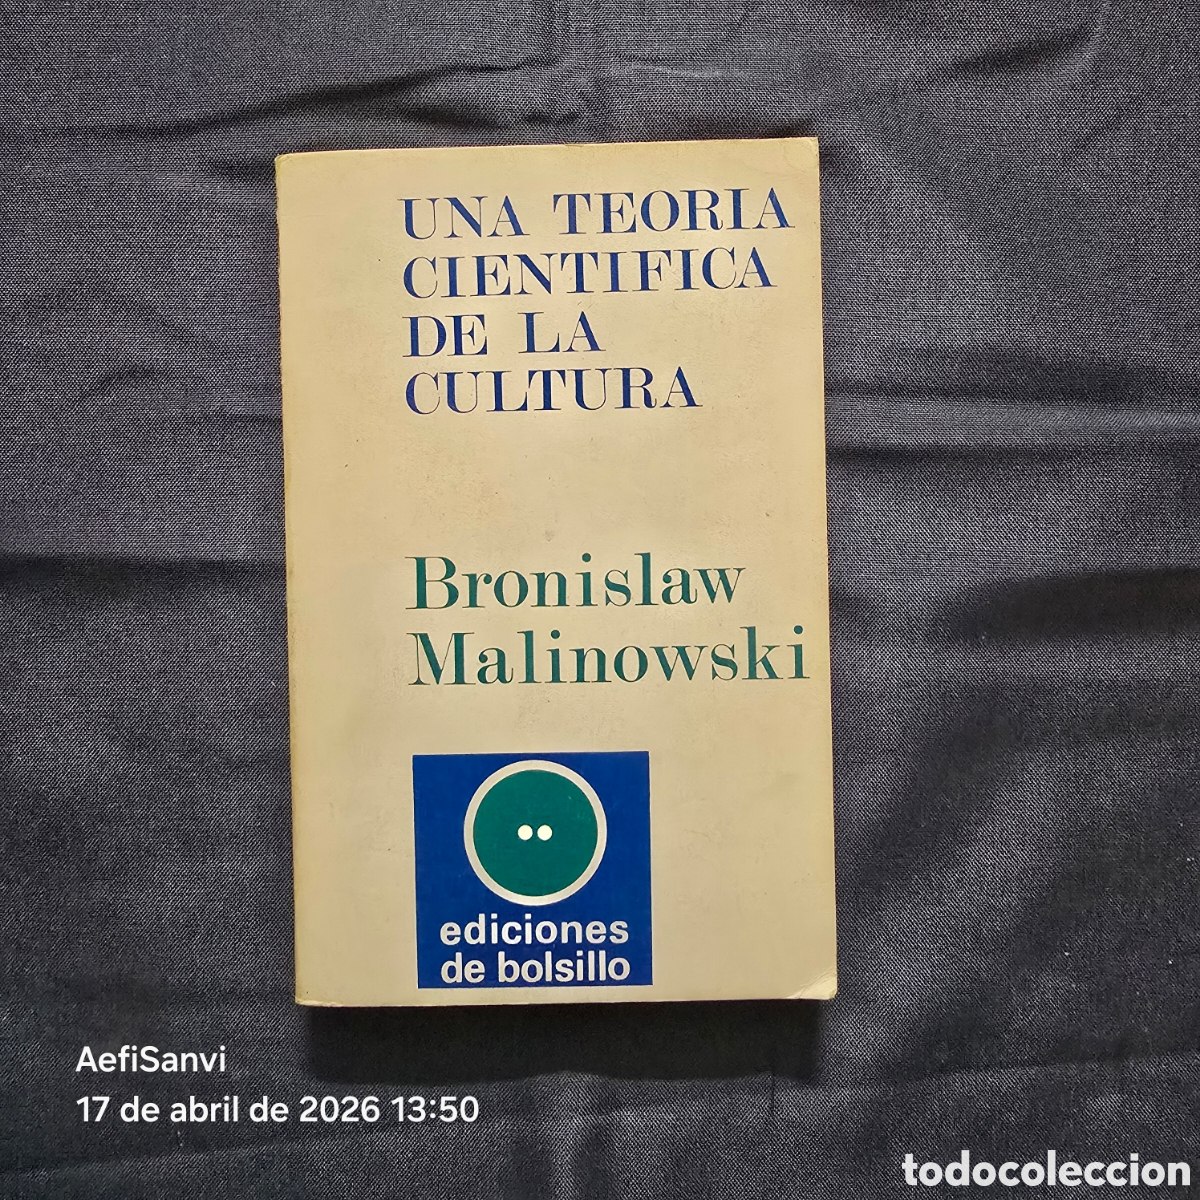 UNA TEORIA
CIENTIFICA
DE LA
CULTURA
Bronislaw
Malinowski
ediciones
de bolsillo
AefiSanvi
17 de abril de 2026 13:50
todocoleccion